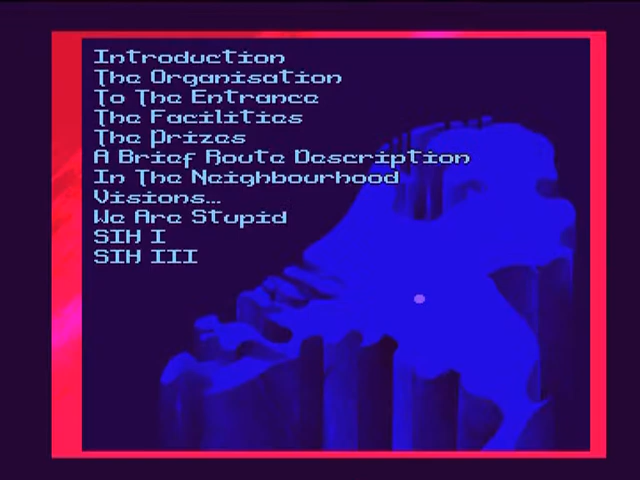 Introduction
The Organisation
To The Entrance
The Facilities
The Prizes
A Brief Route Description
In The Neighbourhood
Visions...
We Are Stupid
SIH I
SIH III